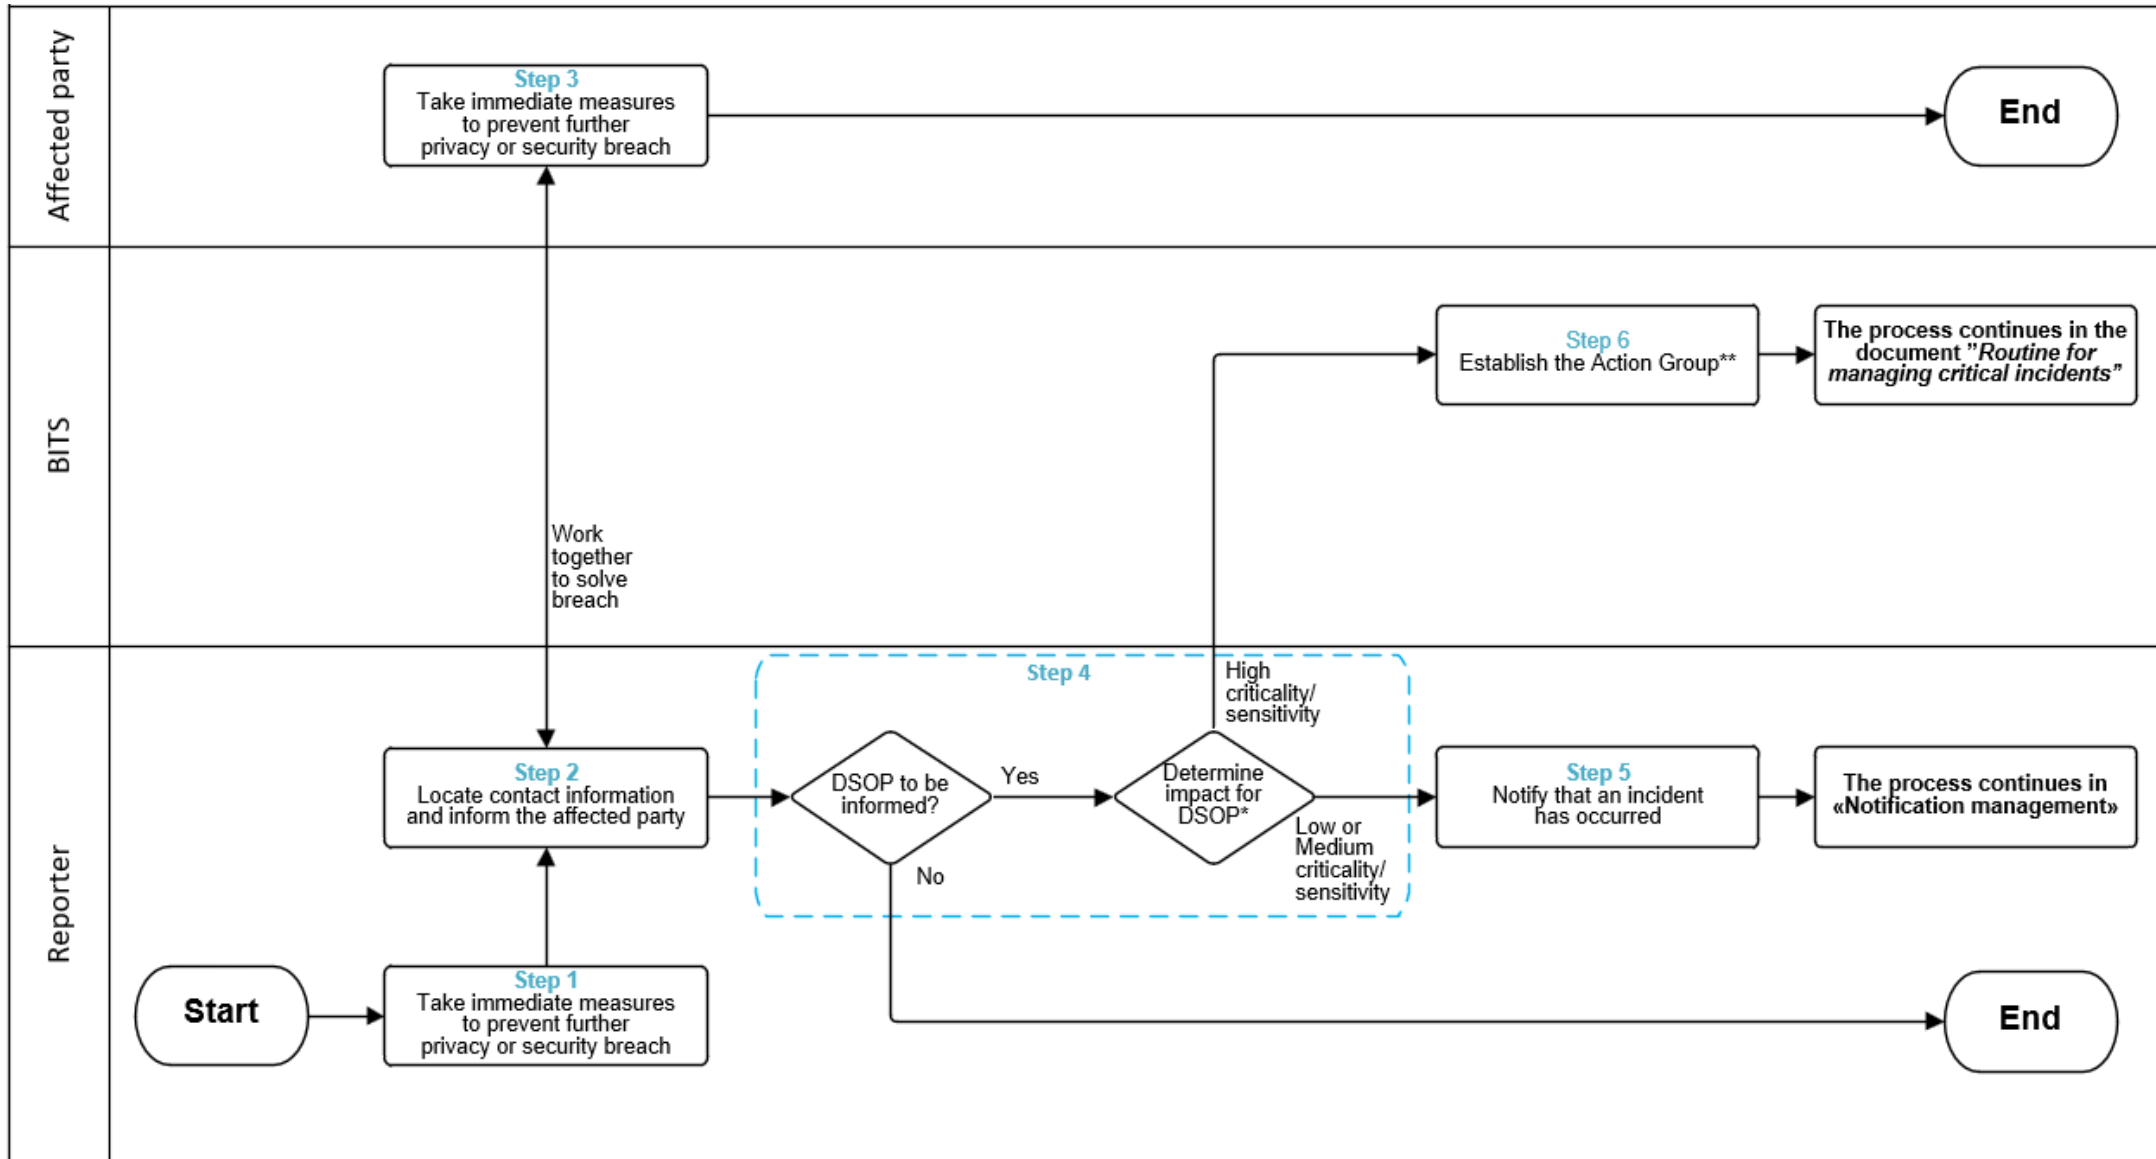 Affected party
Step 3
Take immediate measures
to prevent further
privacy or security breach
End
BITS
Work
together
to solve
breach
Step 6
Establish the Action Group**
The process continues in the
document ”Routine for
managing critical incidents”
Reporter
Step 4
High
criticality/
sensitivity
Step 2
Locate contact information
and inform the affected party
DSOP to be
informed?
Yes
No
Determine
impact for
DSOP*
Low or
Medium
criticality/
sensitivity
Step 5
Notify that an incident
has occurred
The process continues in
«Notification management»
Start
Step 1
Take immediate measures
to prevent further
privacy or security breach
End